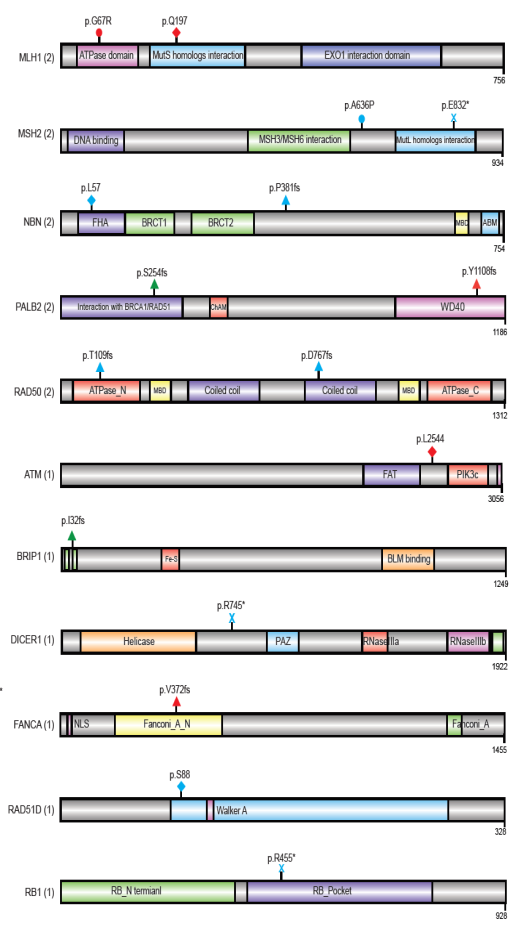 p.G67R p.Q197
MLH1 (2) ATPase domain MutS homologs interaction EXO1 interaction domain
756
p.A636P p.E832*
MSH2 (2) DNA binding MSH3/MSH6 interaction MutL homologs interaction
934
p.L57 p.P381fs
NBN (2) FHA BRCT1 BRCT2 MBD ABM
754
p.S254fs p.Y1108fs
PALB2 (2) Interaction with BRCA1/RAD51 ChAM WD40
1186
p.T109fs p.D767fs
RAD50 (2) ATPase_N MBD Coiled coil Coiled coil MBD ATPase_C
1312
p.L2544
ATM (1) FAT PIK3c
3056
p.I32fs
BRIP1 (1) Fe-S BLM binding
1249
p.R745*
DICER1 (1) Helicase PAZ RNaseIIIa RNaseIIIb
1922
p.V372fs
FANCA (1) NLS Fanconi_A_N Fanconi_A
1455
p.S88
RAD51D (1) Walker A
328
p.R455*
RB1 (1) RB_N termianl RB_Pocket
928